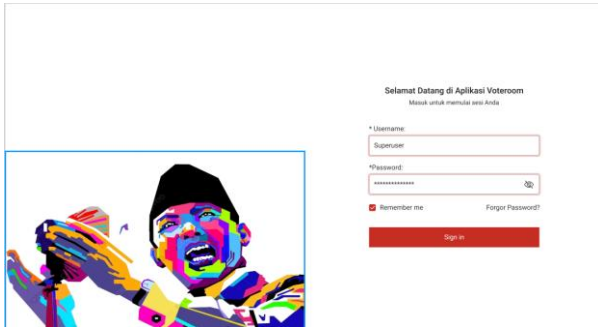 Selamat Datang di Aplikasi Voteroom
Masuk untuk memulai sesi Anda
* Username:
Superuser
*Password:
**************
Remember me
Forgor Password?
Sign in